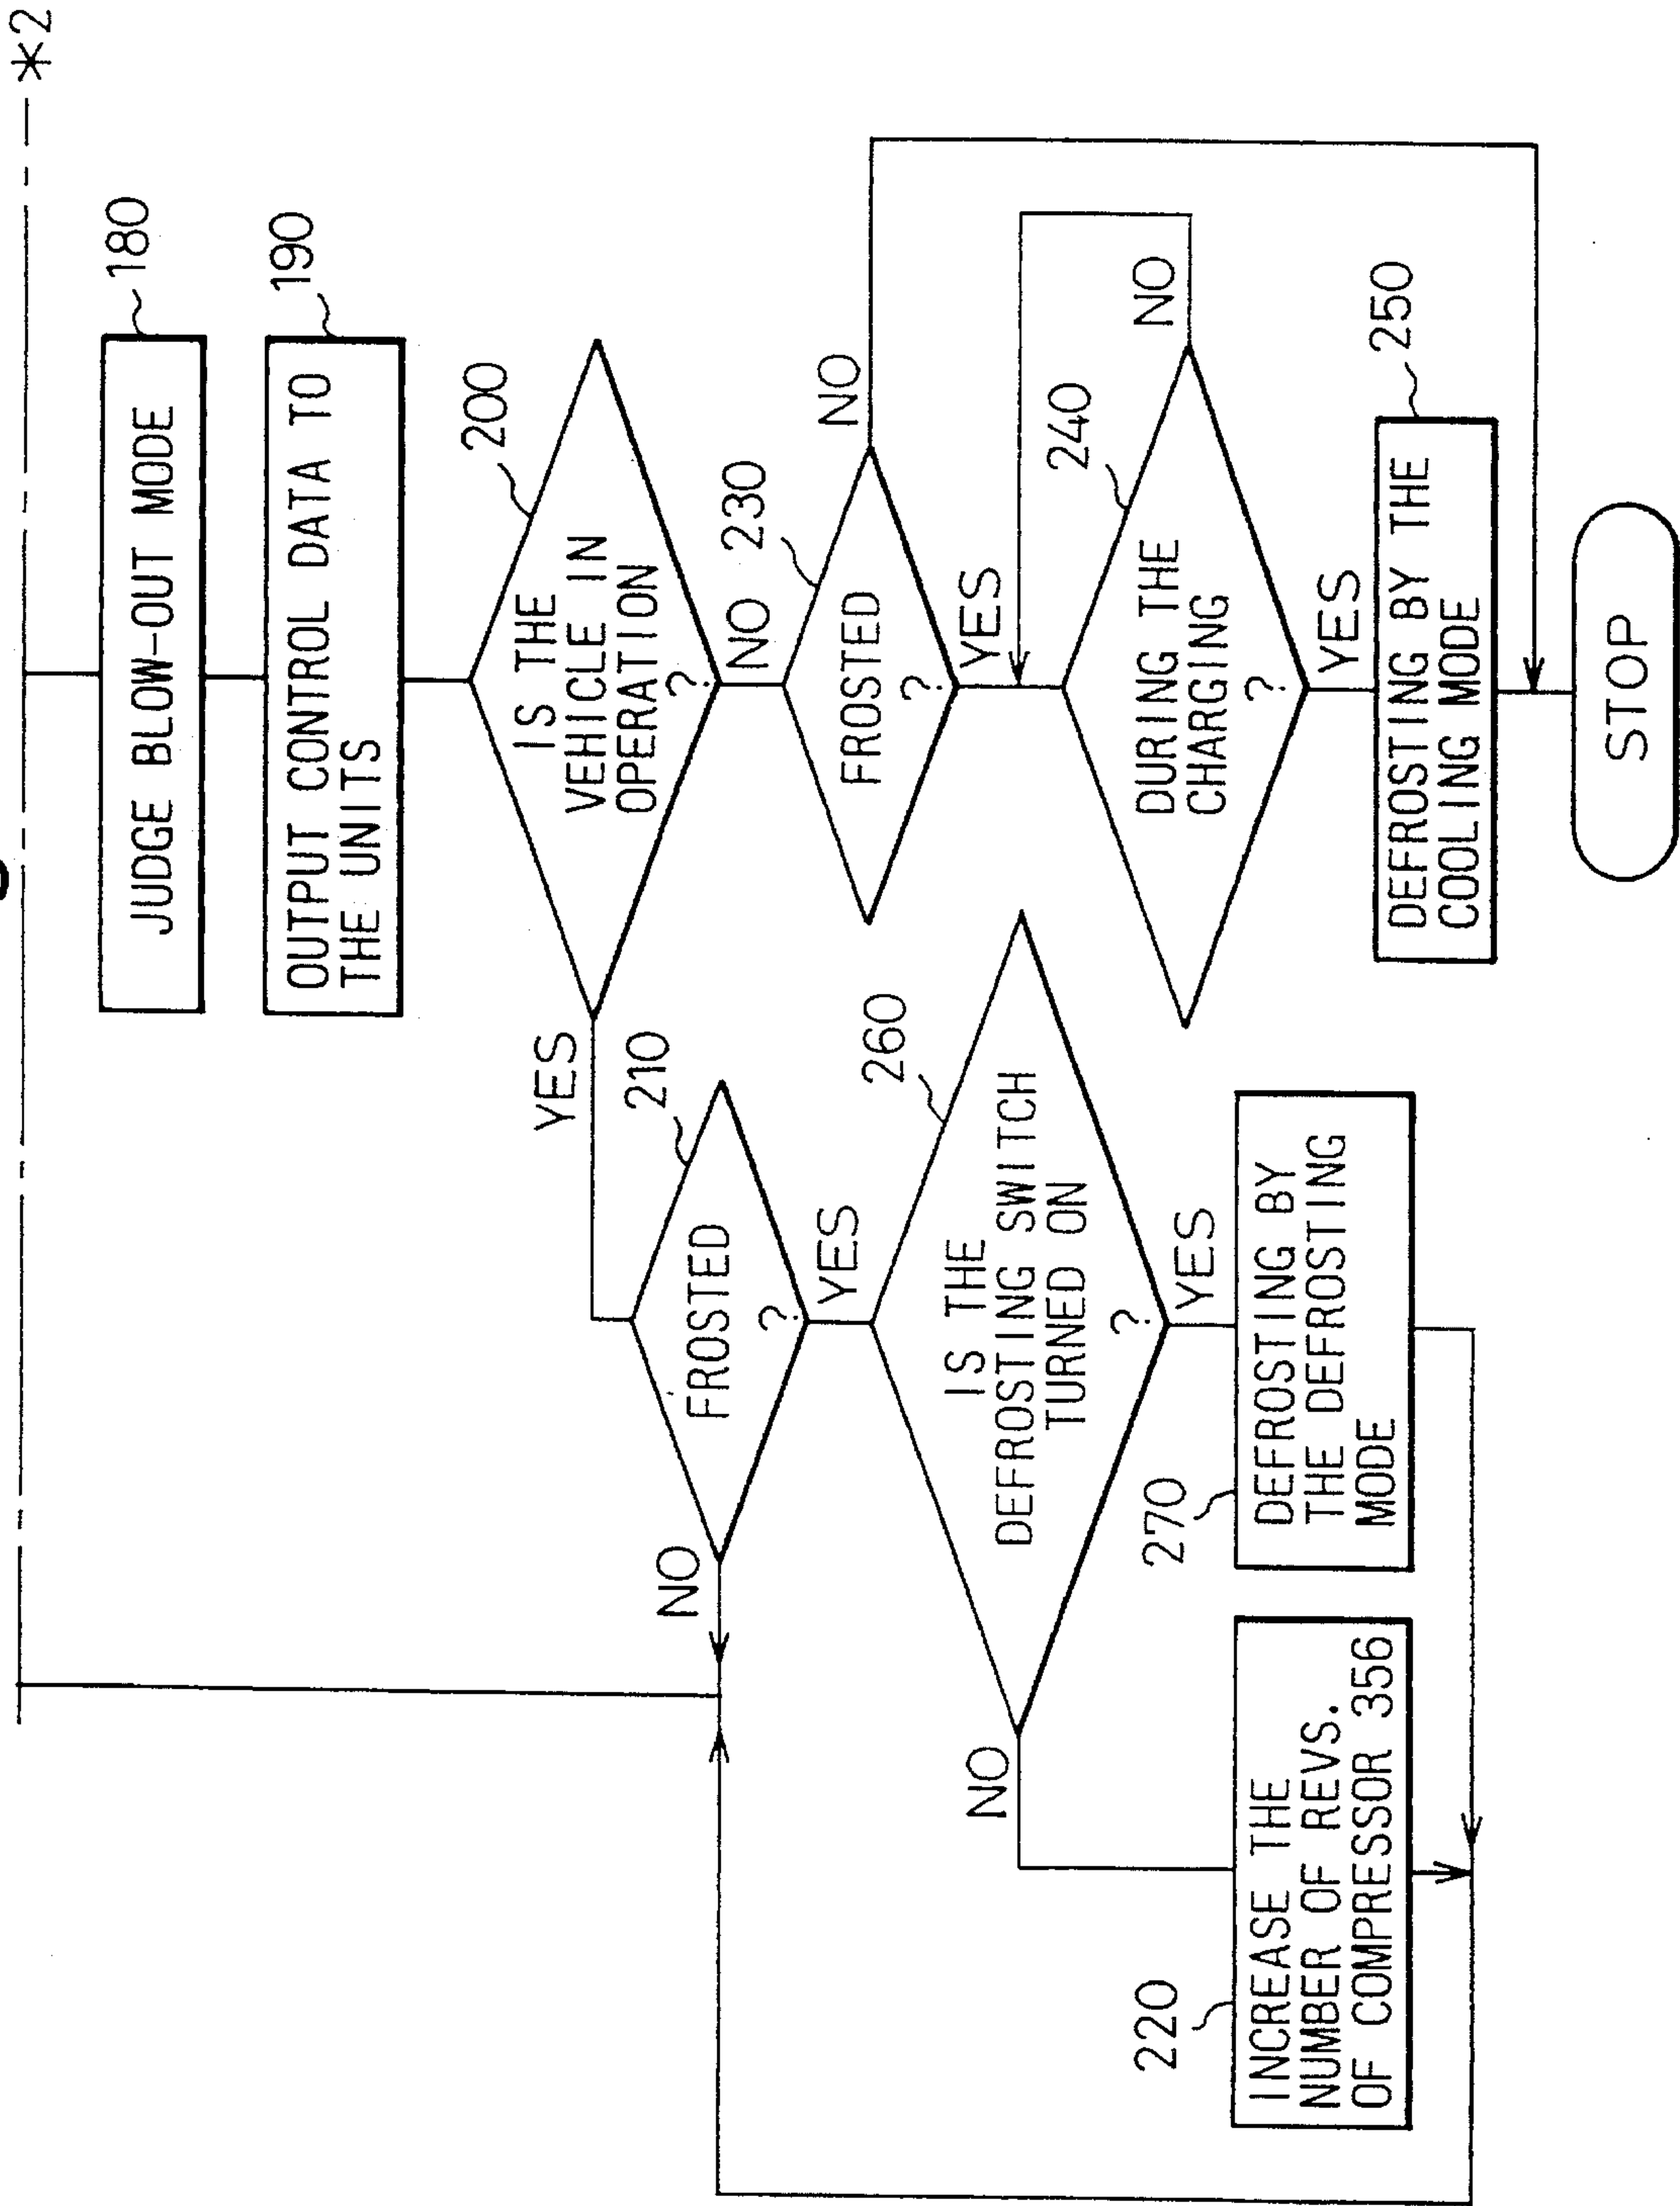 *2
JUDGE BLOW-OUT MODE
180
OUTPUT CONTROL DATA TO
THE UNITS
190
IS THE
VEHICLE IN
OPERATION
?
200
YES
NO
FROSTED
?
210
NO
YES
FROSTED
?
230
NO
YES
IS THE
DEFROSTING SWITCH
TURNED ON
?
260
NO
YES
DURING THE
CHARGING
?
240
NO
YES
220
INCREASE THE
NUMBER OF REVS.
OF COMPRESSOR 356
270
DEFROSTING BY
THE DEFROSTING
MODE
DEFROSTING BY THE
COOLING MODE
250
STOP